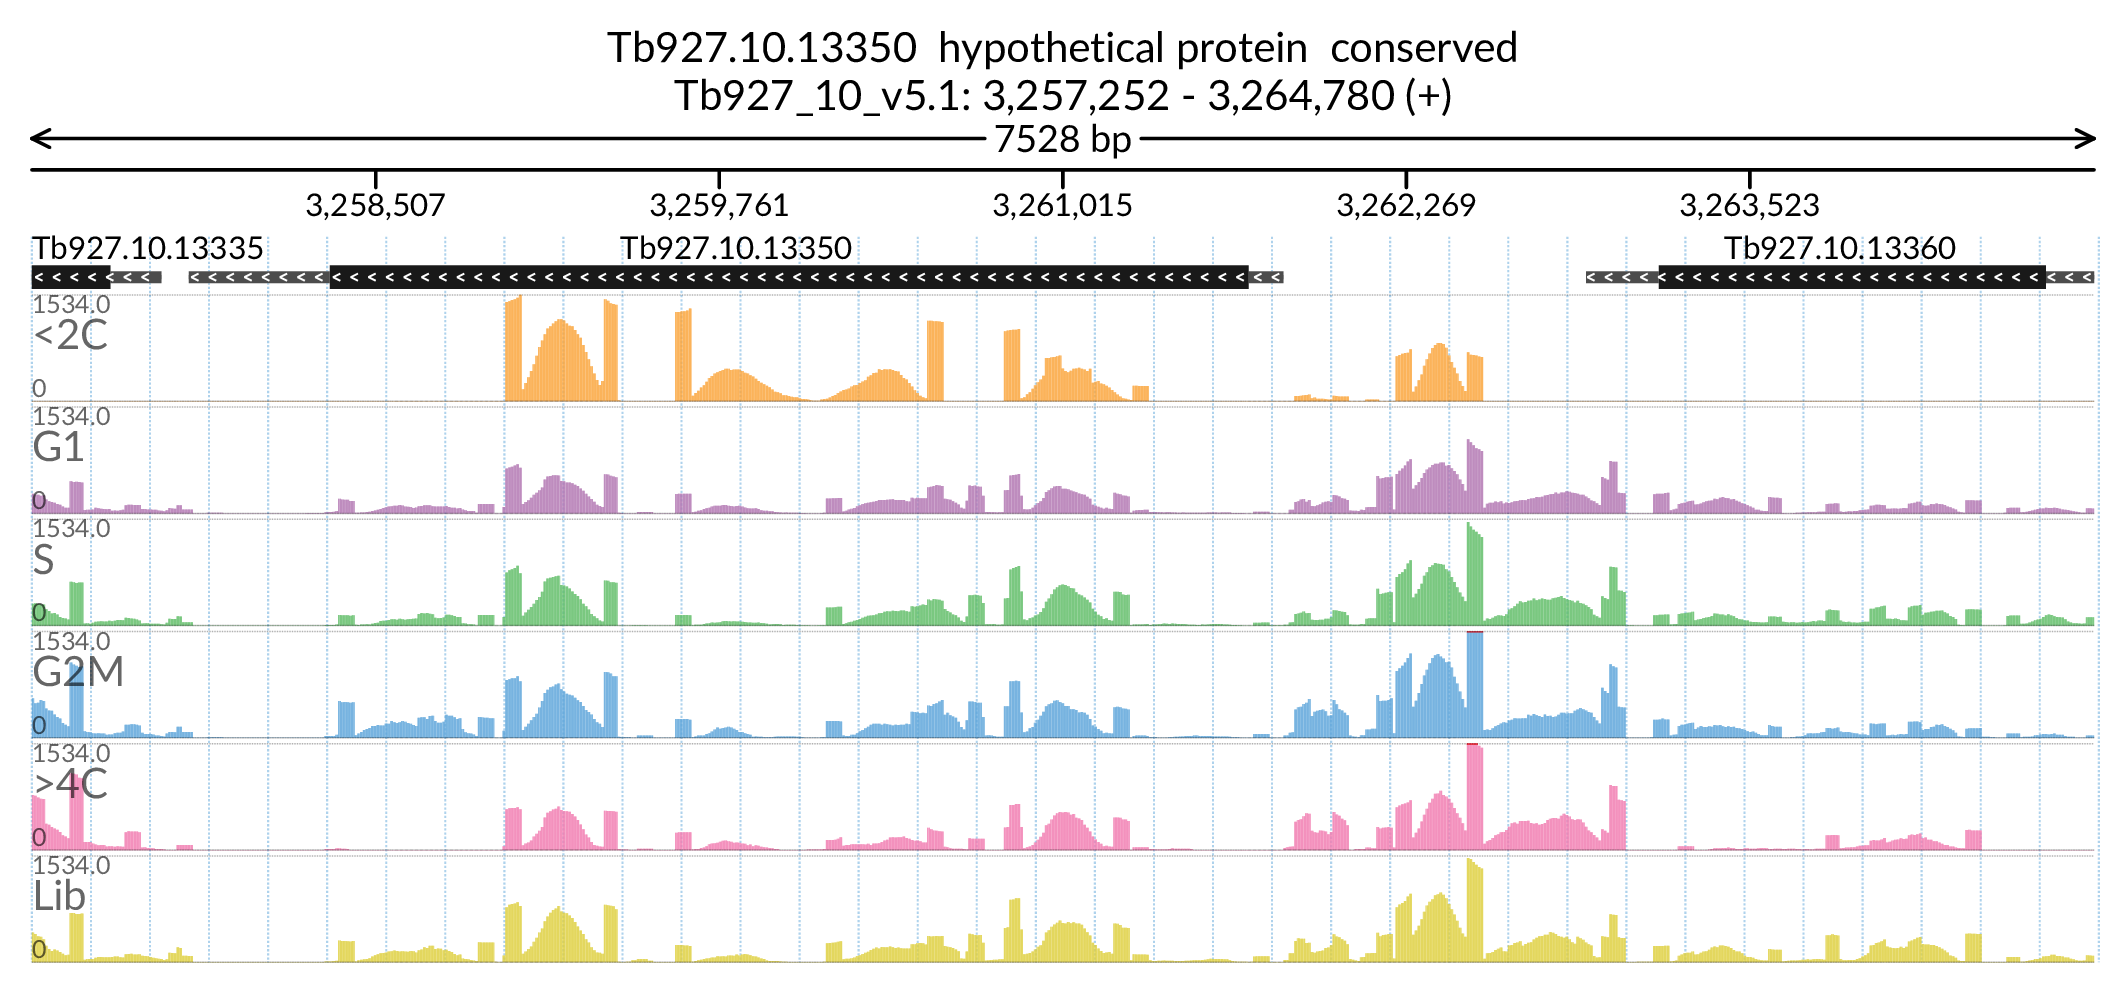 Tb927.10.13350 hypothetical protein conserved
Tb927_10_v5.1: 3,257,252 - 3,264,780 (+)
7528 bp
3,258,507 3,259,761 3,261,015 3,262,269 3,263,523
Tb927.10.13335 Tb927.10.13350 Tb927.10.13360
1534.0
<2C
0
1534.0
G1
0
1534.0
S
0
1534.0
G2M
0
1534.0
>4C
0
1534.0
Lib
0